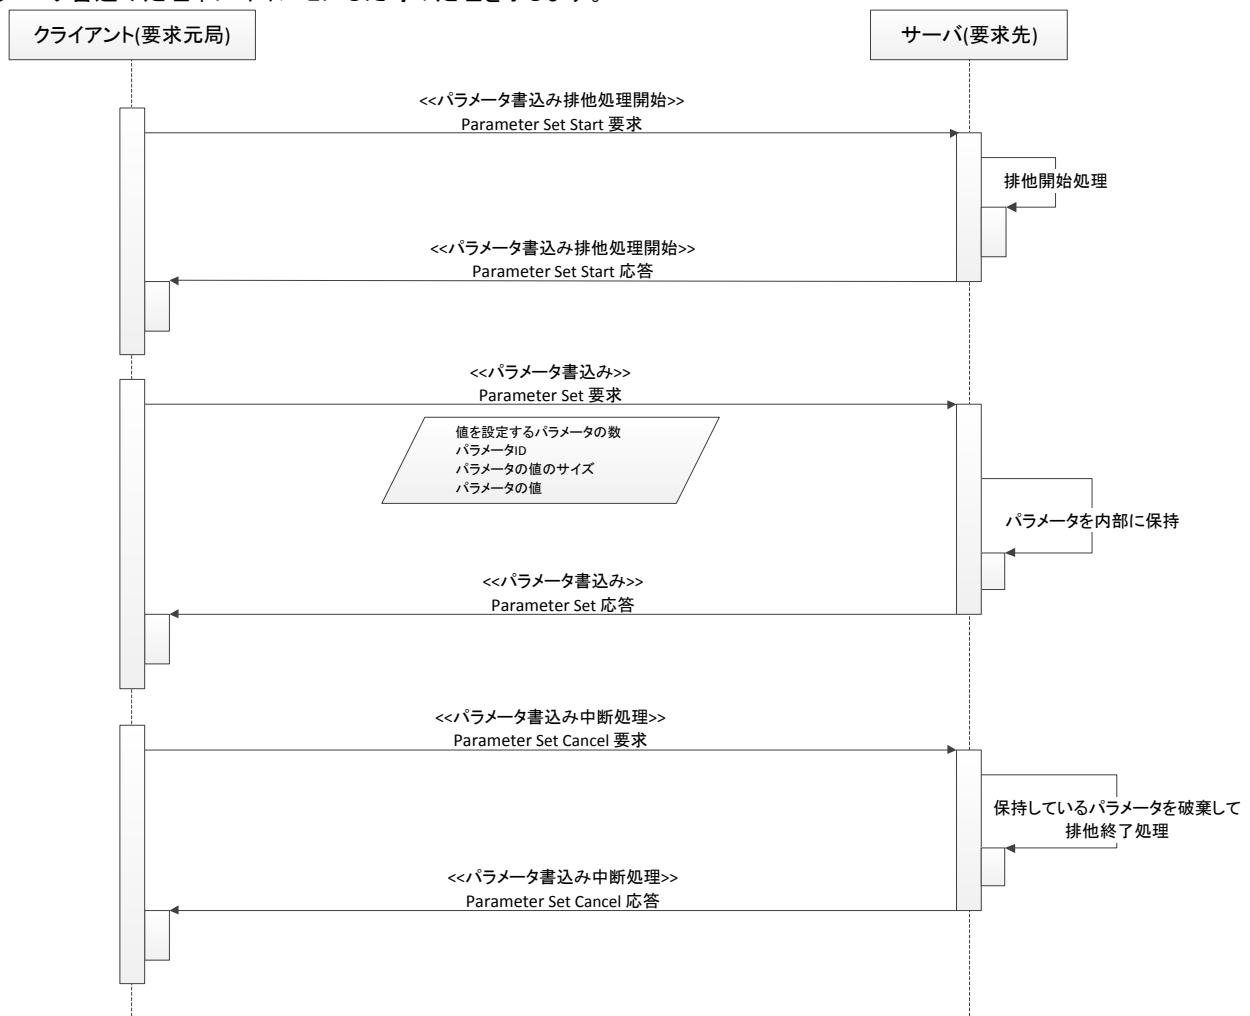 クライアント(要求元局)
サーバ(要求先)
<<パラメータ書込み排他処理開始>>
Parameter Set Start 要求
排他開始処理
<<パラメータ書込み排他処理開始>>
Parameter Set Start 応答
<<パラメータ書込み>>
Parameter Set 要求
値を設定するパラメータの数
パラメータID
パラメータの値のサイズ
パラメータの値
パラメータを内部に保持
<<パラメータ書込み>>
Parameter Set 応答
<<パラメータ書込み中断処理>>
Parameter Set Cancel 要求
保持しているパラメータを破棄して
排他終了処理
<<パラメータ書込み中断処理>>
Parameter Set Cancel 応答